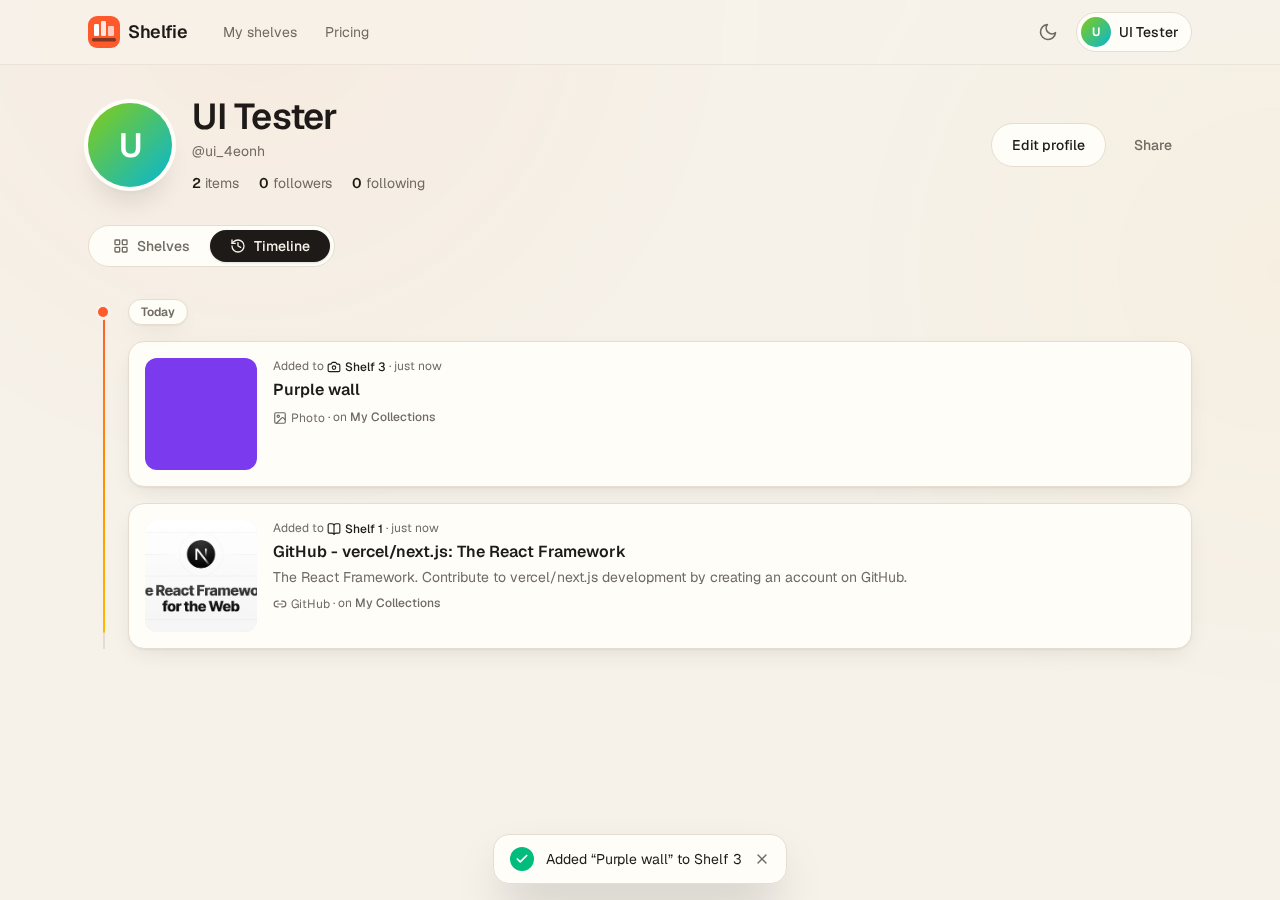 Shelfie
My shelves
Pricing
U
UI Tester
U
UI Tester
@ui_4eonh
2 items
0 followers
0 following
Edit profile
Share
Shelves
Timeline
Today
Added to Shelf 3 · just now
Purple wall
Photo · on My Collections
Added to Shelf 1 · just now
GitHub - vercel/next.js: The React Framework
The React Framework. Contribute to vercel/next.js development by creating an account on GitHub.
GitHub · on My Collections
N
e React Framewo
for the Web
Added “Purple wall” to Shelf 3